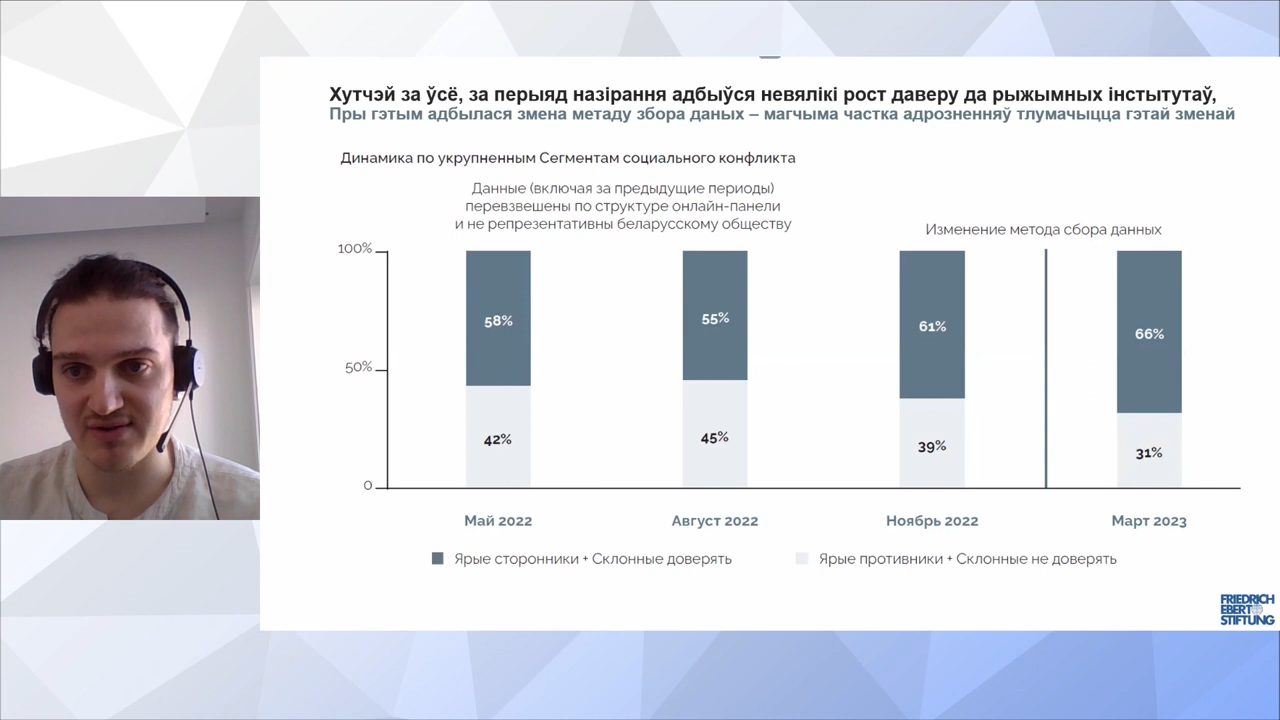 Хутчэй за ўсё, за перыяд назірання адбыўся невялікі рост даверу да рыжымных інстытутаў,
Пры гэтым адбылася змена метаду збора даных – магчыма частка адрозненняў тлумачыцца гэтай зменай
Динамика по укрупненным Сегментам социального конфликта
Данные (включая за предыдущие периоды)
перевзвешены по структуре онлайн-панели
и не репрезентативны беларусскому обществу
Изменение метода сбора данных
100%
50%
0
58%
55%
61%
66%
42%
45%
39%
31%
Май 2022
Август 2022
Ноябрь 2022
Март 2023
Ярые сторонники + Склонные доверять
Ярые противники + Склонные не доверять
FRIEDRICH
EBERT
STIFTUNG